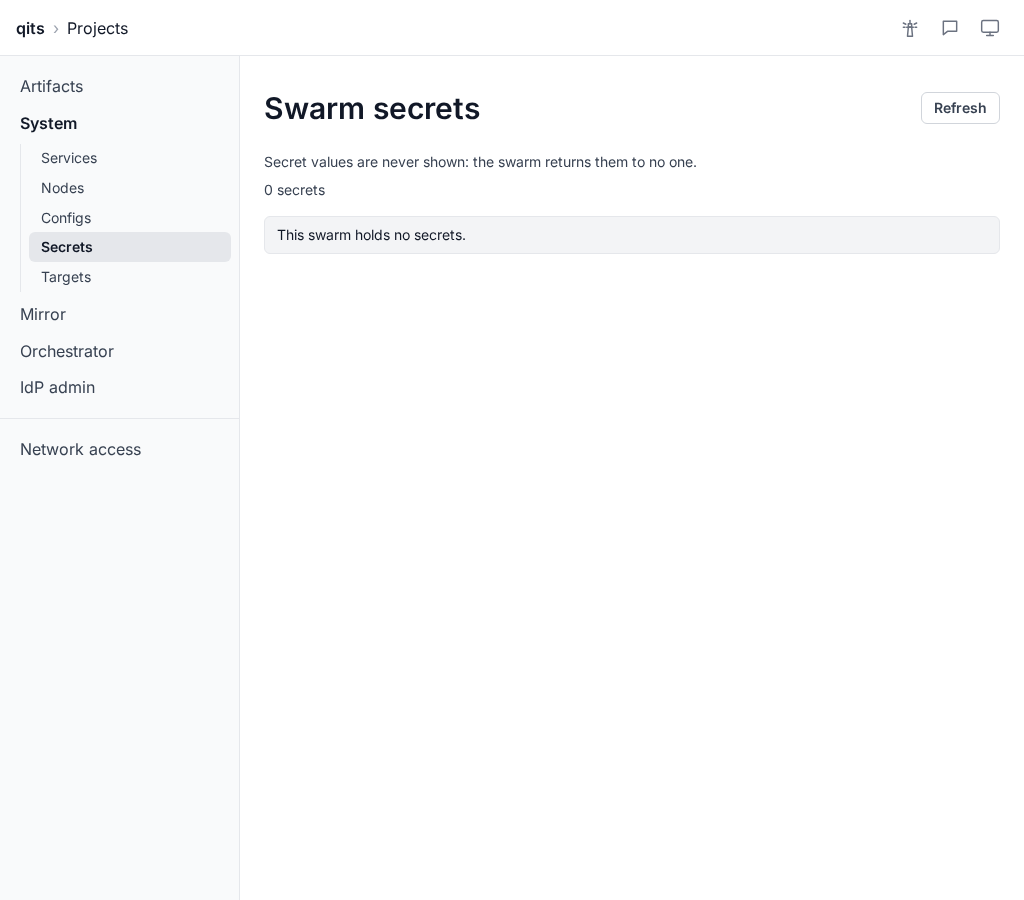 qits › Projects
Artifacts
System
Services
Nodes
Configs
Secrets
Targets
Mirror
Orchestrator
IdP admin
Network access
Swarm secrets
Refresh
Secret values are never shown: the swarm returns them to no one.
0 secrets
This swarm holds no secrets.